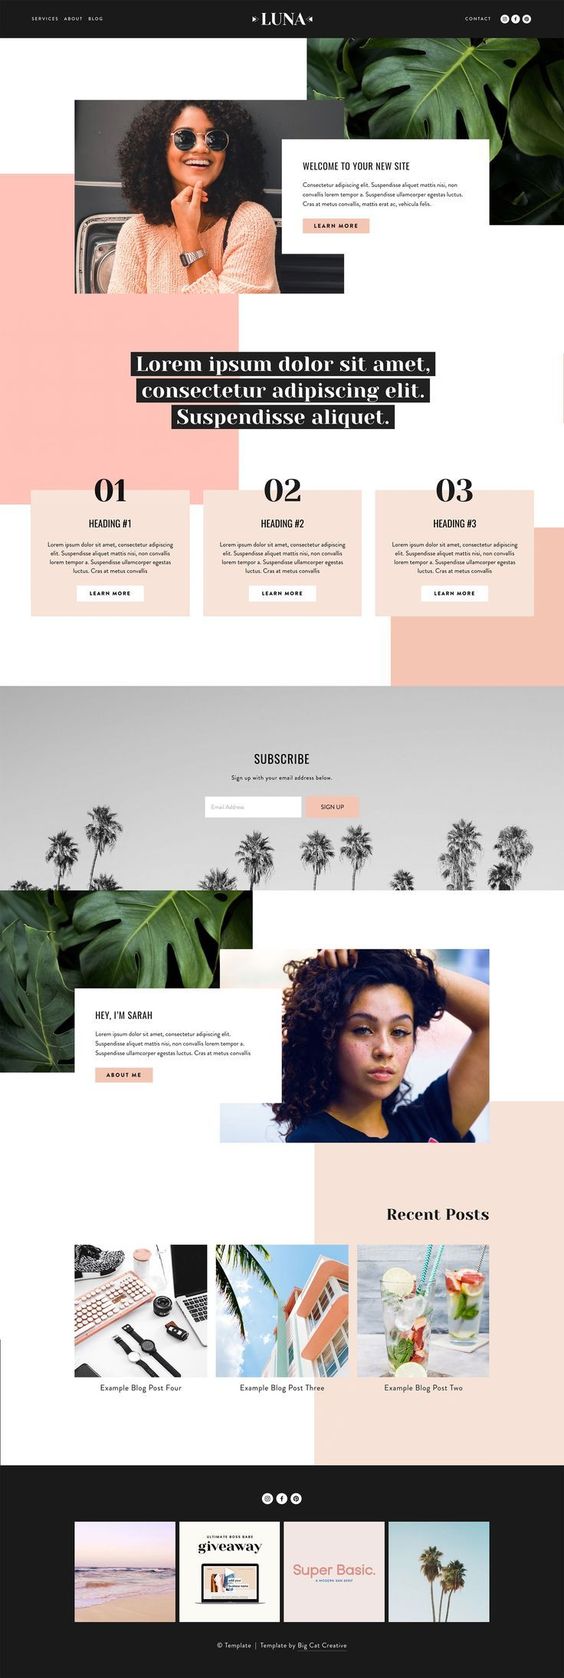 SERVICES ABOUT BLOG
LUNA
CONTACT
WELCOME TO YOUR NEW SITE
Consectetur adipiscing elit. Suspendisse aliquet mattis nisi, non
convallis lorem tempor a. Suspendisse ullamcorper egestas luctus.
Cras at metus convallis, mattis erat ac, vehicula felis.
LEARN MORE
Lorem ipsum dolor sit amet,
consectetur adipiscing elit.
Suspendisse aliquet.
01
HEADING #1
Lorem ipsum dolor sit amet, consectetur adipiscing
elit. Suspendisse aliquet mattis nisi, non convallis
lorem tempor a. Suspendisse ullamcorper egestas
luctus. Cras at metus convallis
LEARN MORE
02
HEADING #2
Lorem ipsum dolor sit amet, consectetur adipiscing
elit. Suspendisse aliquet mattis nisi, non convallis
lorem tempor a. Suspendisse ullamcorper egestas
luctus. Cras at metus convallis
LEARN MORE
03
HEADING #3
Lorem ipsum dolor sit amet, consectetur adipiscing
elit. Suspendisse aliquet mattis nisi, non convallis
lorem tempor a. Suspendisse ullamcorper egestas
luctus. Cras at metus convallis
LEARN MORE
SUBSCRIBE
Sign up with your email address below.
Email Address
SIGN UP
HEY, I'M SARAH
Lorem ipsum dolor sit amet, consectetur adipiscing elit.
Suspendisse aliquet mattis nisi, non convallis lorem tempor a.
Suspendisse ullamcorper egestas luctus. Cras at metus convallis
ABOUT ME
Recent Posts
Example Blog Post Four
Example Blog Post Three
Example Blog Post Two
ULTIMATE BOSS BABE
giveaway
Super Basic.
A MODERN SAN SERIF
© Template | Template by Big Cat Creative